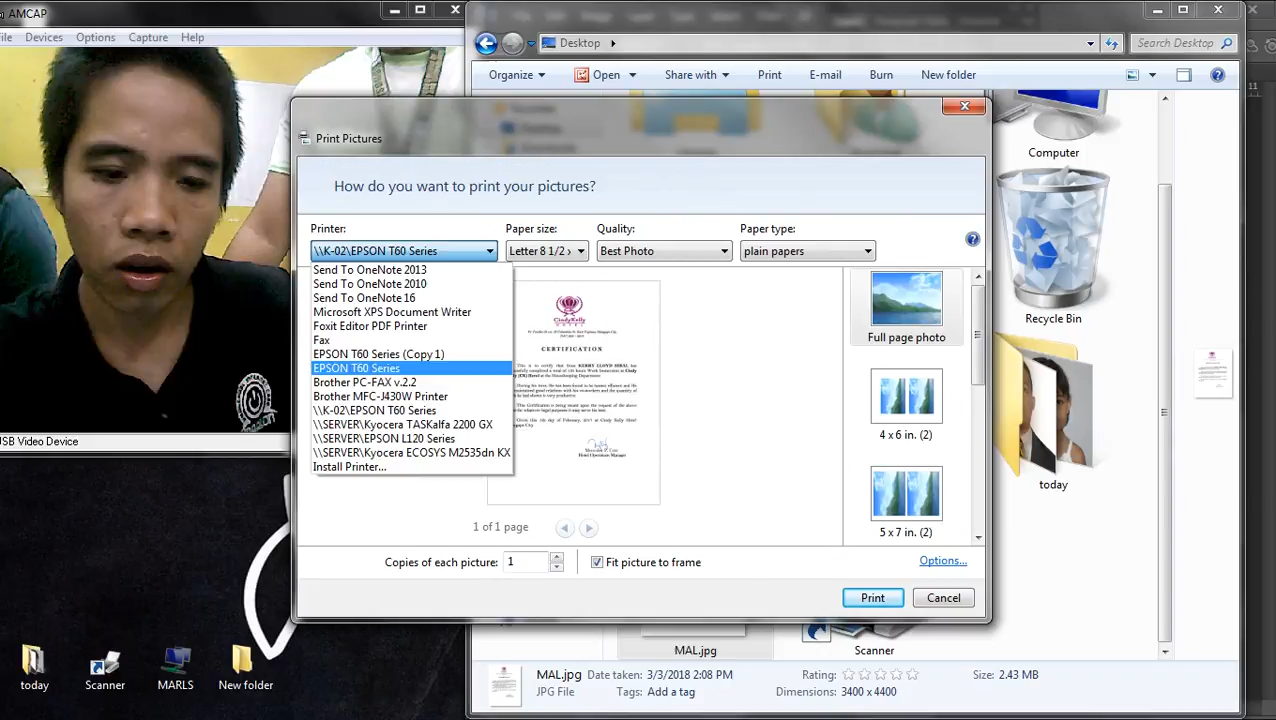 AMCAP
ile Devices Options Capture Help
Desktop
Search Desktop
Organize Open Share with Print E-mail Burn New folder
11
Computer
Print Pictures
How do you want to print your pictures?
Printer: Paper size: Quality: Paper type:
\\K-02\EPSON T60 Series Letter 8 1/2 x Best Photo plain papers
Send To OneNote 2013
Send To OneNote 2010
Send To OneNote 16
Microsoft XPS Document Writer
Foxit Editor PDF Printer
Fax
EPSON T60 Series (Copy 1)
EPSON T60 Series
Brother PC-FAX v.2.2
Brother MFC-J430W Printer
\\K-02\EPSON T60 Series
\\SERVER\Kyocera TASKalfa 2200 GX
\\SERVER\EPSON L120 Series
\\SERVER\Kyocera ECOSYS M2535dn KX
Install Printer...
CindyKelly
HOTEL
CERTIFICATION
Full page photo
4 x 6 in. (2)
5 x 7 in. (2)
Recycle Bin
today
1 of 1 page
Copies of each picture: 1 Fit picture to frame
Options...
Print Cancel
USB Video Device
MAL.jpg
Scanner
MAL.jpg Date taken: 3/3/2018 2:08 PM Rating: Size: 2.43 MB
JPG File Tags: Add a tag Dimensions: 3400 x 4400
today Scanner MARLS New folder